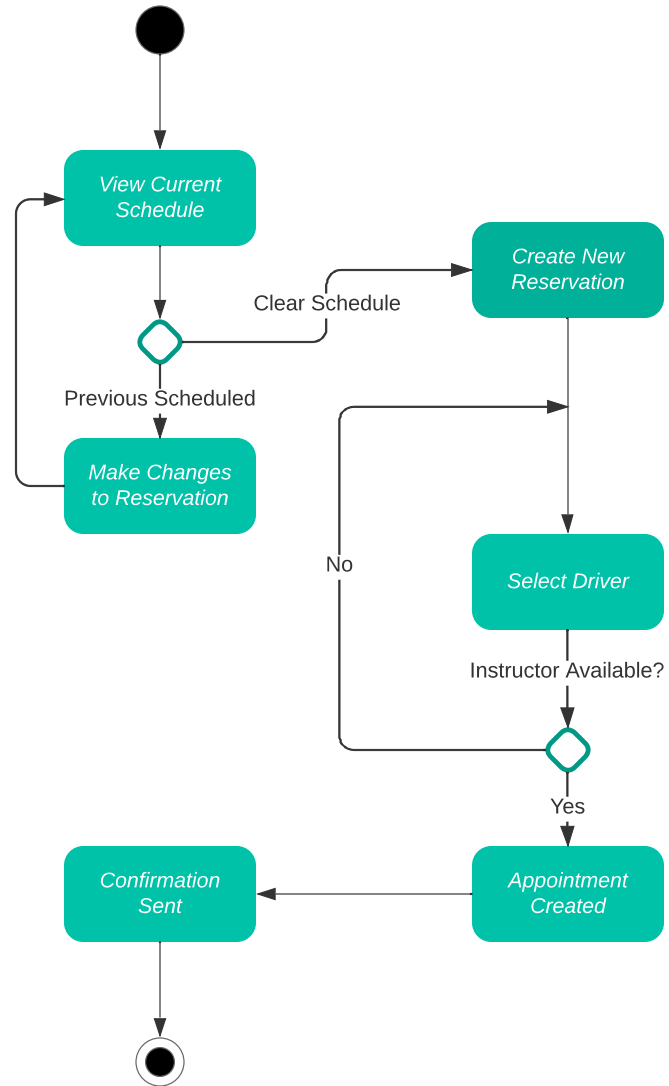 View Current
Schedule
Create New
Reservation
Clear Schedule
Previous Scheduled
Make Changes
to Reservation
No
Select Driver
Instructor Available?
Yes
Confirmation
Sent
Appointment
Created